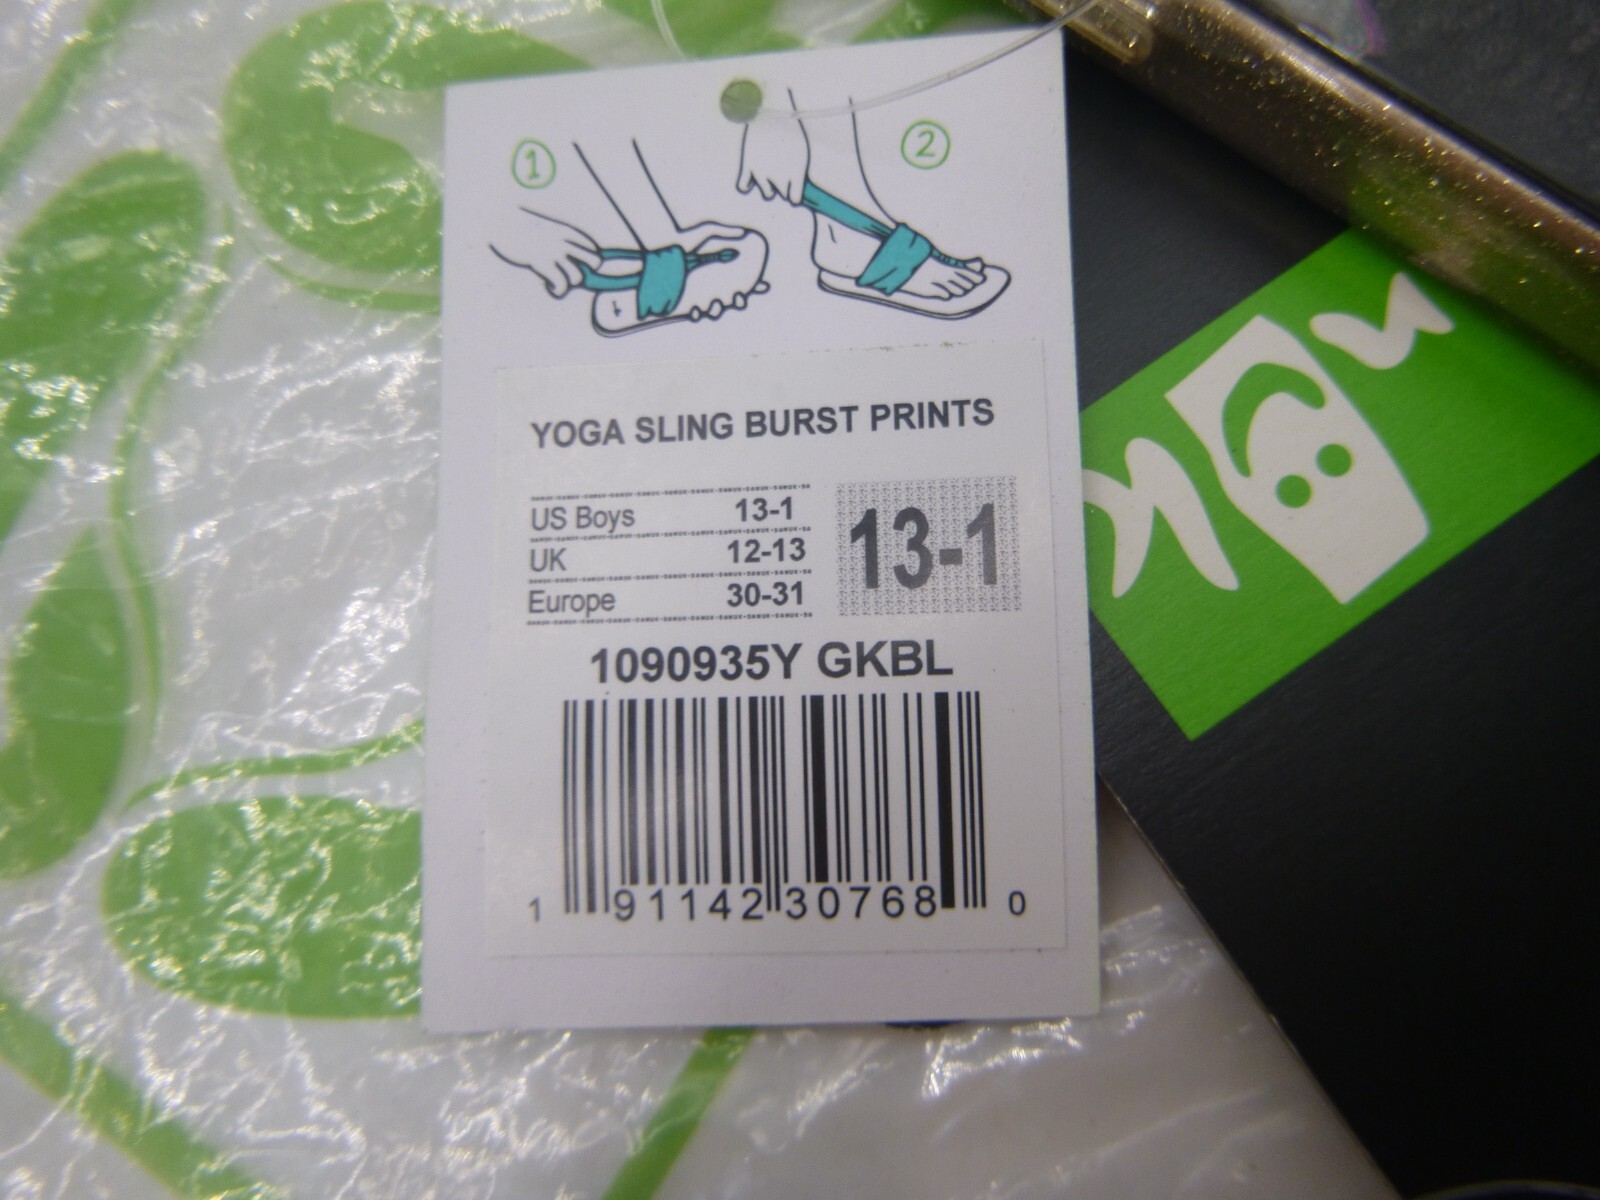 1
2
YOGA SLING BURST PRINTS
US Boys 13-1
UK 12-13
Europe 30-31
13-1
1090935Y GKBL
1 91142 30768 0